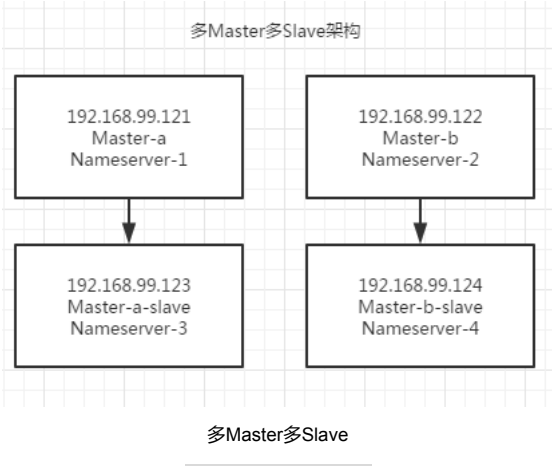 多Master多Slave架构
192.168.99.121
Master-a
Nameserver-1
192.168.99.122
Master-b
Nameserver-2
192.168.99.123
Master-a-slave
Nameserver-3
192.168.99.124
Master-b-slave
Nameserver-4
多Master多Slave